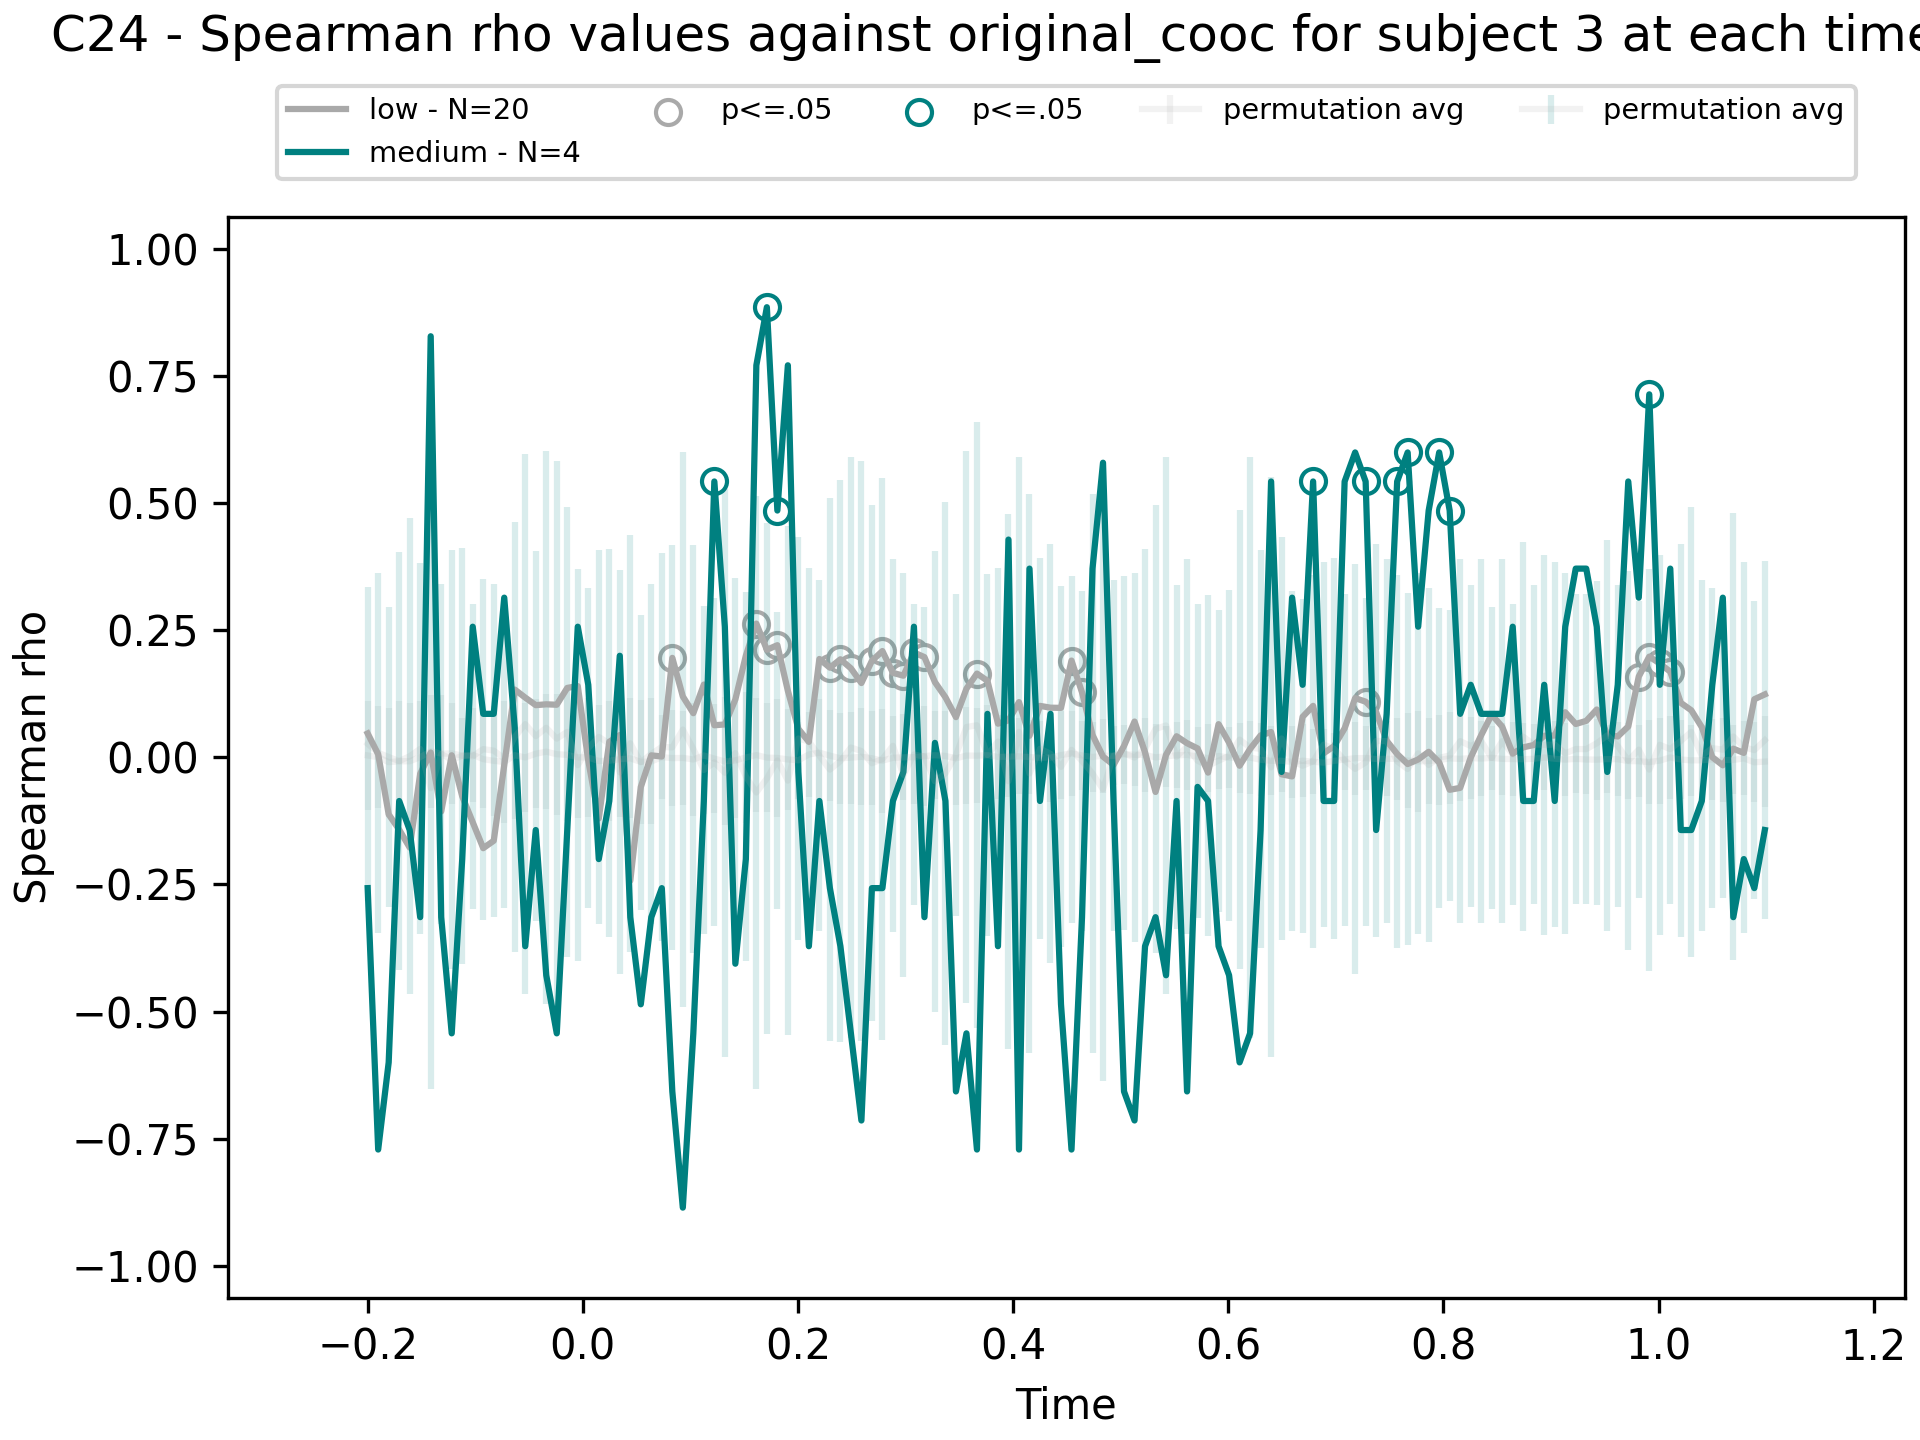 C24 - Spearman rho values against original_cooc for subject 3 at each time
low - N=20
medium - N=4
p<=.05
p<=.05
permutation avg
permutation avg
Spearman rho
1.00
0.75
0.50
0.25
0.00
−0.25
−0.50
−0.75
−1.00
−0.2
0.0
0.2
0.4
0.6
0.8
1.0
1.2
Time